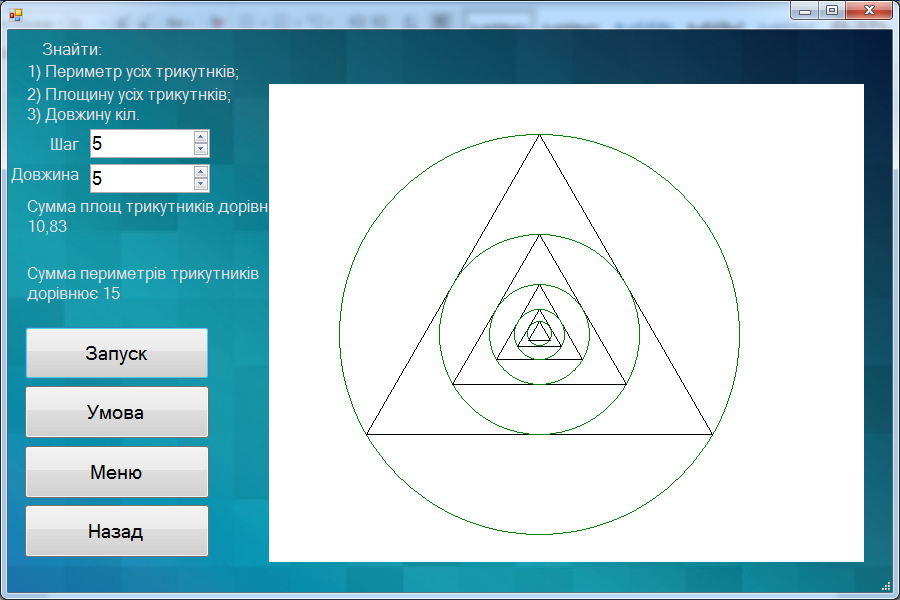 Знайти:
1) Периметр усіх трикутнків;
2) Площину усіх трикутнків;
3) Довжину кіл.
Шаг 5
Довжина 5
Сумма площ трикутників дорівн
10,83
Сумма периметрів трикутників
дорівнює 15
Запуск
Умова
Меню
Назад